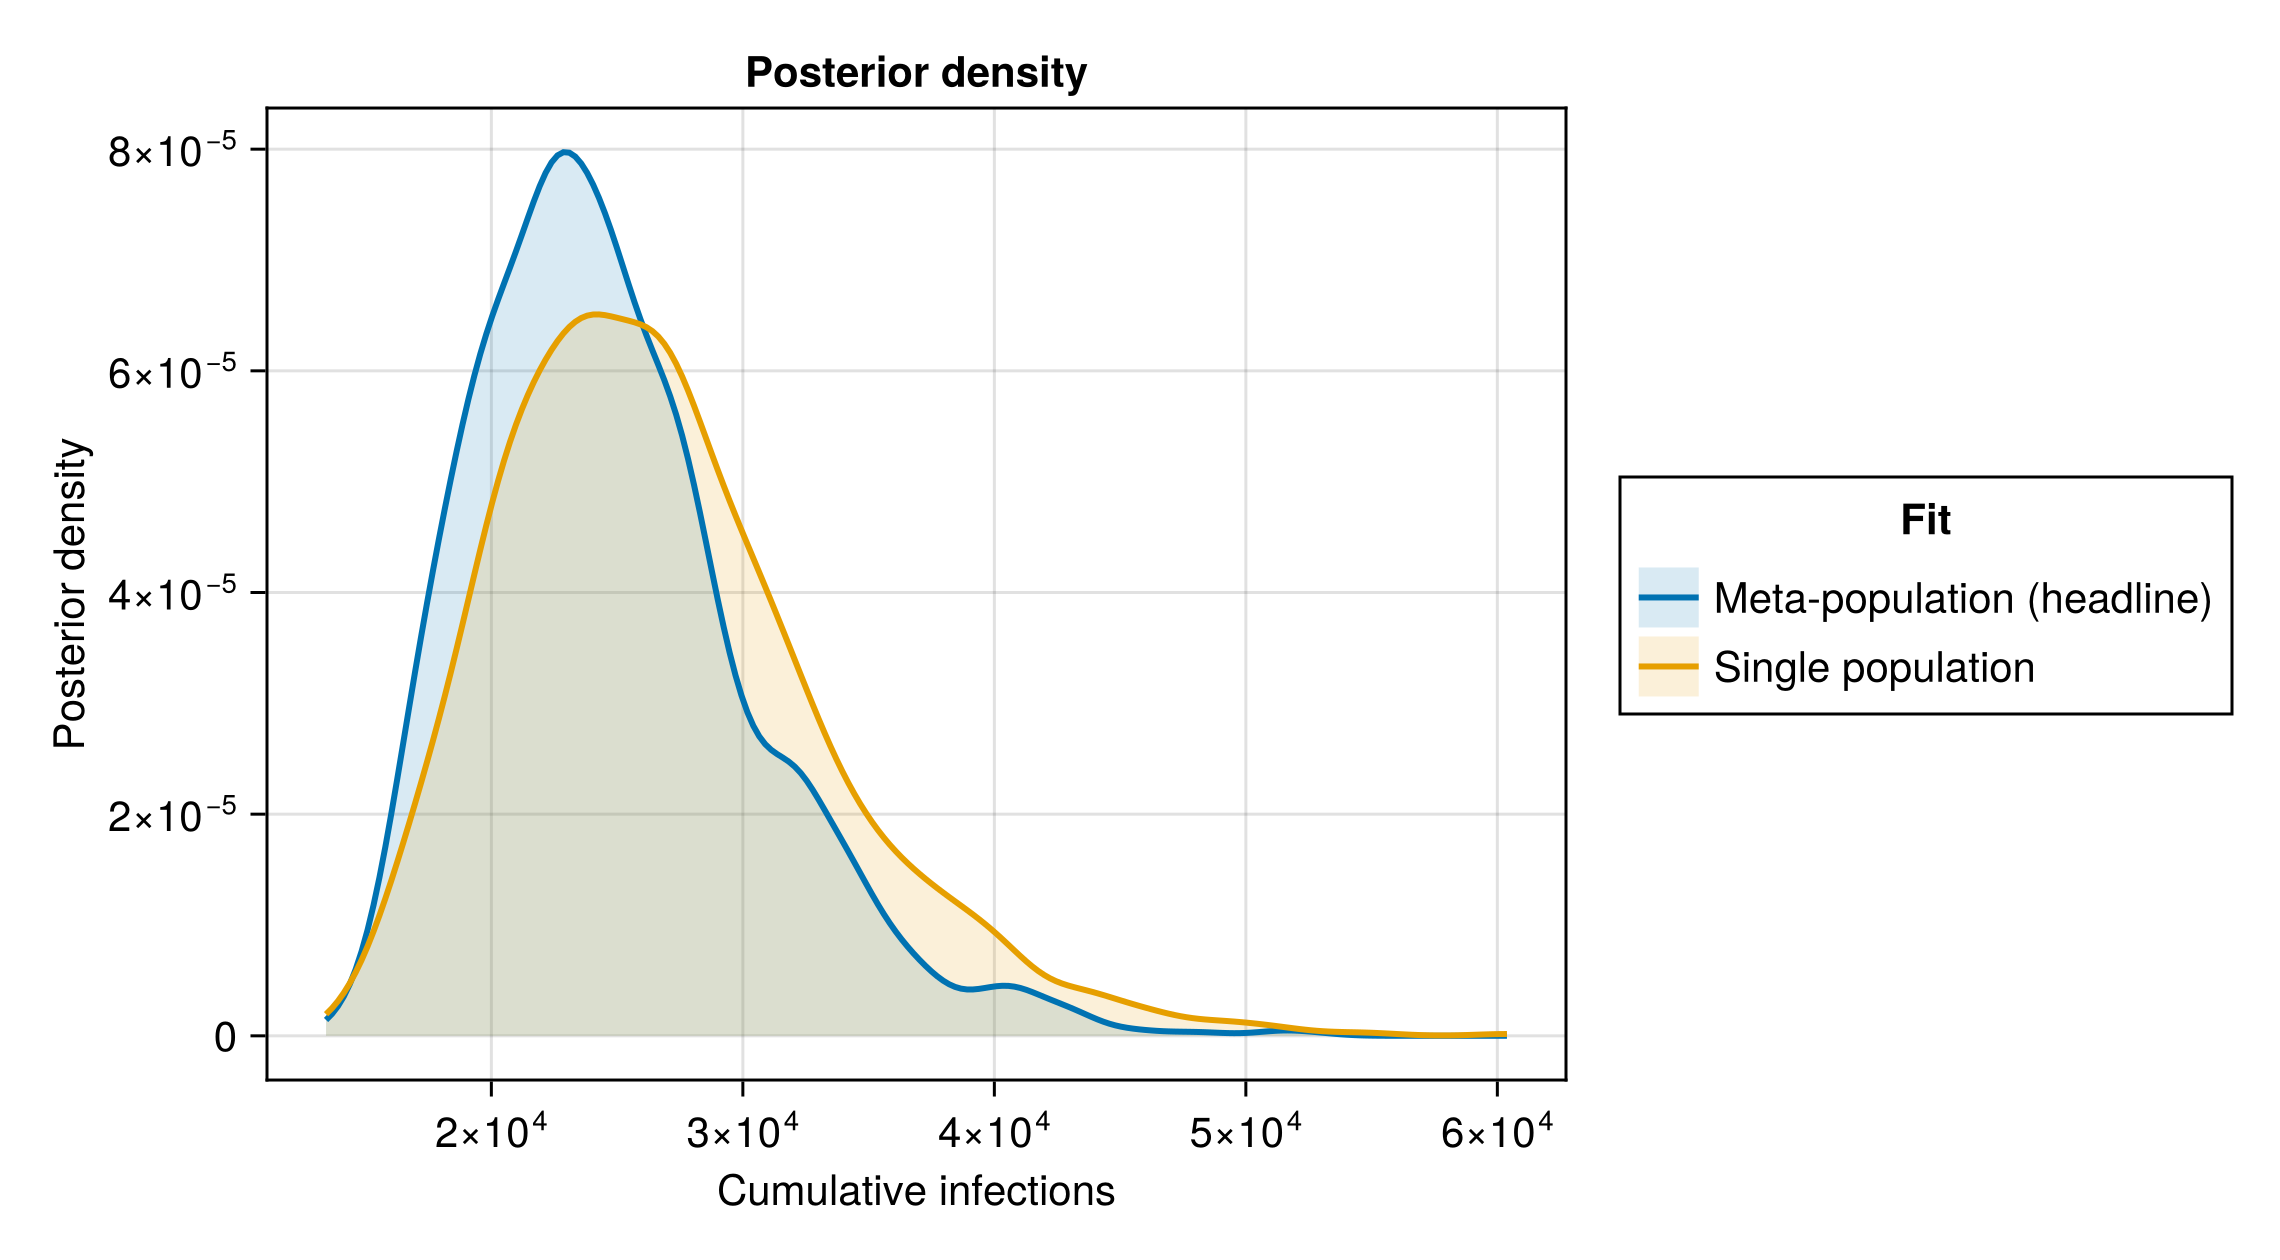 Posterior density
Posterior density
8×10⁻⁵
6×10⁻⁵
4×10⁻⁵
2×10⁻⁵
0
2×10⁴ 3×10⁴ 4×10⁴ 5×10⁴ 6×10⁴
Cumulative infections
Fit
Meta-population (headline)
Single population